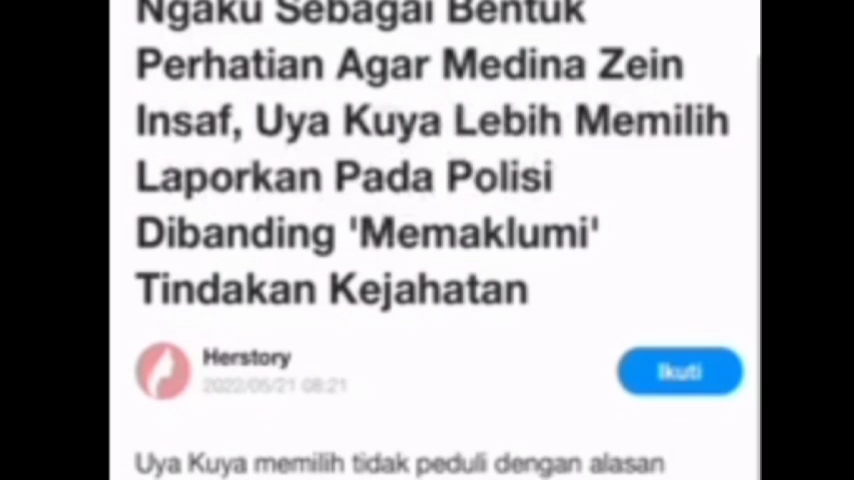 Ngaku Sebagai Bentuk
Perhatian Agar Medina Zein
Insaf, Uya Kuya Lebih Memilih
Laporkan Pada Polisi
Dibanding 'Memaklumi'
Tindakan Kejahatan
Herstory
2022/05/21 08:21
Ikuti
Uya Kuya memilih tidak peduli dengan alasan